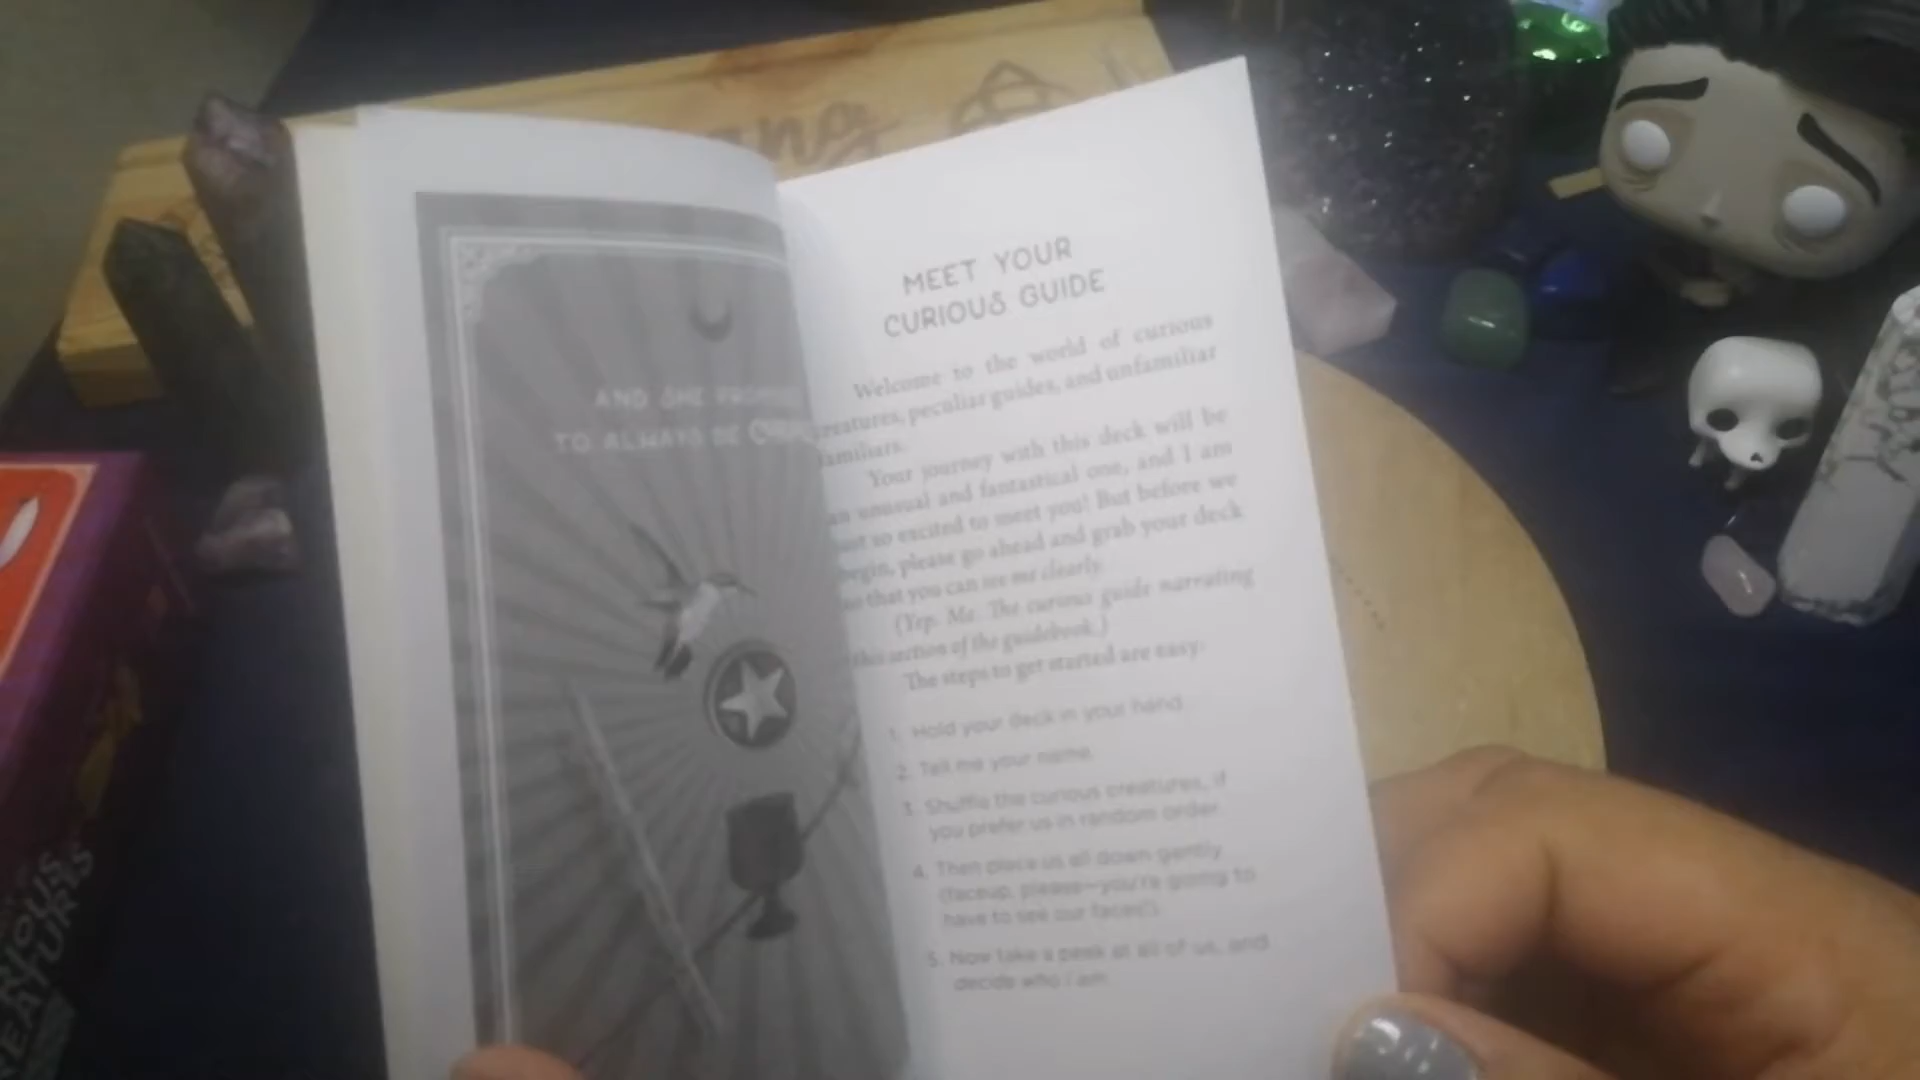 AND SHE
TO ALWAYS BE
MEET YOUR
CURIOUS GUIDE
Welcome to the world of curious
creatures, peculiar guides, and unfamiliar
familiars.
Your journey with this deck will be
an unusual and fantastical one, and I am
just so excited to meet you! But before we
begin, please go ahead and grab your deck
so that you can see me clearly.
(Yep. Me. The curious guide narrating
this section of the guidebook.)
The steps to get started are easy:
1. Hold your deck in your hand.
2. Tell me your name.
3. Shuffle the curious creatures, if
you prefer us in random order.
4. Then place us all down gently
(faceup, please—you're going to
have to see our faces!).
5. Now take a peek at all of us, and
decide who I am.